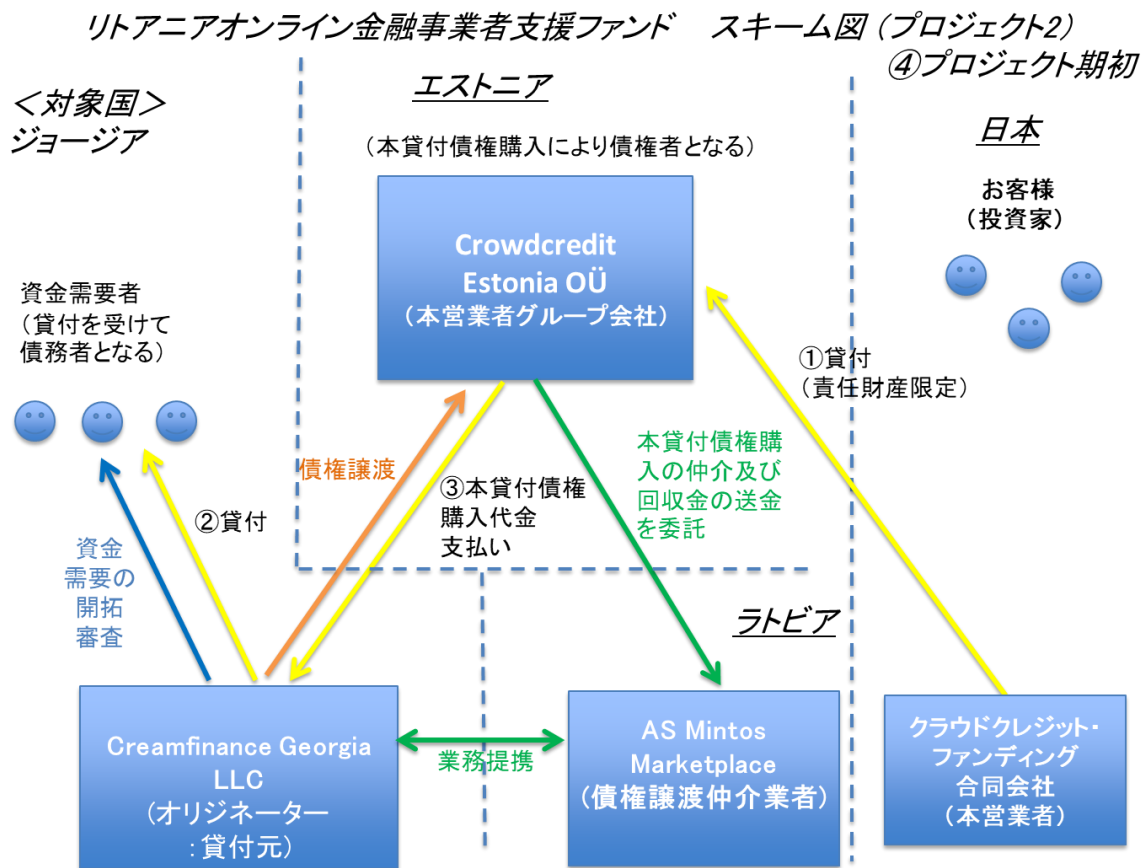 リトアニアオンライン金融事業者支援ファンド　スキーム図（プロジェクト2）
④プロジェクト期初
＜対象国＞
ジョージア
エストニア
（本貸付債権購入により債権者となる）
日本
お客様
（投資家）
Crowdcredit
Estonia OÜ
（本営業者グループ会社）
資金需要者
（貸付を受けて
債務者となる）
①貸付
（責任財産限定）
債権譲渡
本貸付債権購
入の仲介及び
回収金の送金
を委託
③本貸付債権
購入代金
支払い
②貸付
資金
需要の
開拓
審査
ラトビア
Creamfinance Georgia
LLC
（オリジネーター
：貸付元）
業務提携
AS Mintos
Marketplace
（債権譲渡仲介業者）
クラウドクレジット・
ファンディング
合同会社
（本営業者）